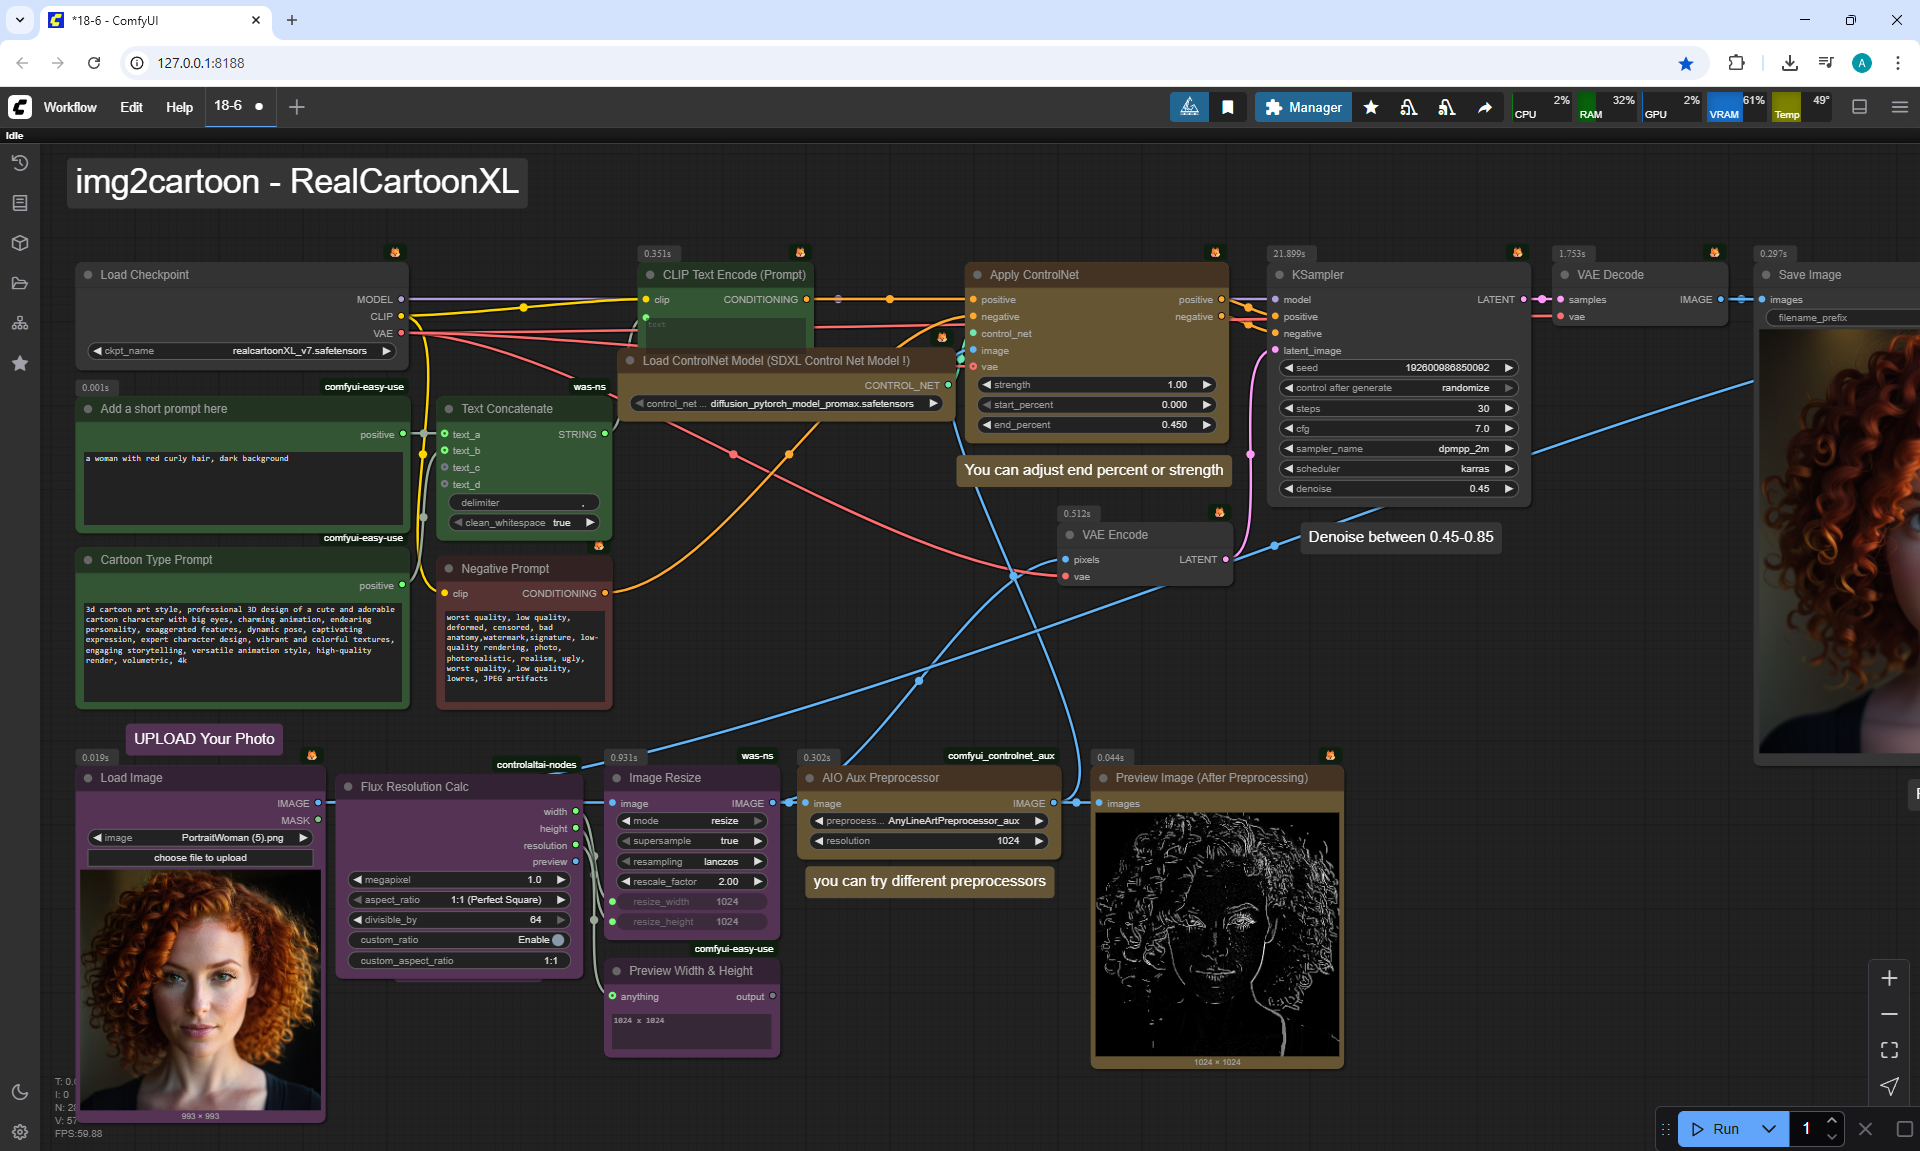 *18-6 - ComfyUI
127.0.0.1:8188
A
Workflow Edit Help 18-6
Manager
CPU 2%
RAM 32%
GPU 2%
VRAM 61%
Temp 49°
Idle
img2cartoon - RealCartoonXL
Load Checkpoint
MODEL
CLIP
VAE
ckpt_name realcartoonXL_v7.safetensors
0.351s
CLIP Text Encode (Prompt)
clip CONDITIONING
text
Load ControlNet Model (SDXL Control Net Model !)
CONTROL_NET
control_net ... diffusion_pytorch_model_promax.safetensors
Apply ControlNet
positive positive
negative negative
control_net
image
vae
strength 1.00
start_percent 0.000
end_percent 0.450
You can adjust end percent or strength
21.899s
KSampler
model LATENT
positive
negative
latent_image
seed 192600986850092
control after generate randomize
steps 30
cfg 7.0
sampler_name dpmpp_2m
scheduler karras
denoise 0.45
Denoise between 0.45-0.85
1.753s
VAE Decode
samples IMAGE
vae
0.297s
Save Image
images
filename_prefix
0.001s comfyui-easy-use
Add a short prompt here
positive
a woman with red curly hair, dark background
was-ns
Text Concatenate
text_a STRING
text_b
text_c
text_d
delimiter ,
clean_whitespace true
comfyui-easy-use
Cartoon Type Prompt
positive
3d cartoon art style, professional 3D design of a cute and adorable
cartoon character with big eyes, charming animation, endearing
personality, exaggerated features, dynamic pose, captivating
expression, expert character design, vibrant and colorful textures,
engaging storytelling, versatile animation style, high-quality
render, volumetric, 4k
Negative Prompt
clip CONDITIONING
worst quality, low quality,
deformed, censored, bad
anatomy,watermark,signature, low-
quality rendering, photo,
photorealistic, realism, ugly,
worst quality, low quality,
lowres, JPEG artifacts
0.512s
VAE Encode
pixels LATENT
vae
UPLOAD Your Photo
0.019s
Load Image
IMAGE
MASK
image PortraitWoman (5).png
choose file to upload
993 × 993
controlaltai-nodes
Flux Resolution Calc
width
height
resolution
preview
megapixel 1.0
aspect_ratio 1:1 (Perfect Square)
divisible_by 64
custom_ratio Enable
custom_aspect_ratio 1:1
0.931s was-ns
Image Resize
image IMAGE
mode resize
supersample true
resampling lanczos
rescale_factor 2.00
resize_width 1024
resize_height 1024
comfyui-easy-use
Preview Width & Height
anything output
1024 x 1024
0.302s comfyui_controlnet_aux
AIO Aux Preprocessor
image IMAGE
preprocess... AnyLineArtPreprocessor_aux
resolution 1024
you can try different preprocessors
0.044s
Preview Image (After Preprocessing)
images
1024 × 1024
I: 0
FPS:59.88
Run 1